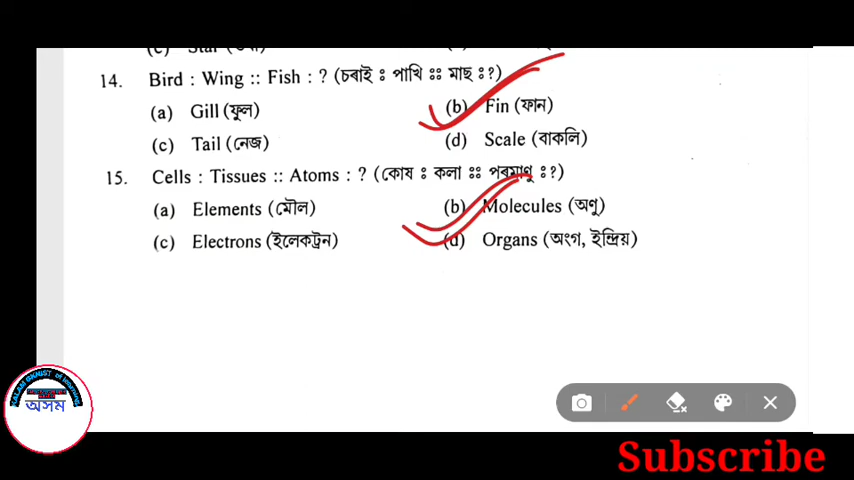 14. Bird : Wing :: Fish : ? (চৰাই ঃ পাখি ঃঃ মাছ ঃ?)
(a) Gill (ফুল)
(b) Fin (ফান)
(c) Tail (নেজ)
(d) Scale (বাকলি)
15. Cells : Tissues :: Atoms : ? (কোষ ঃ কলা ঃঃ পৰমাণু ঃ?)
(a) Elements (মৌল)
(b) Molecules (অণু)
(c) Electrons (ইলেকট্ৰন)
(d) Organs (অংগ, ইন্দ্ৰিয়)
অসম
Subscribe